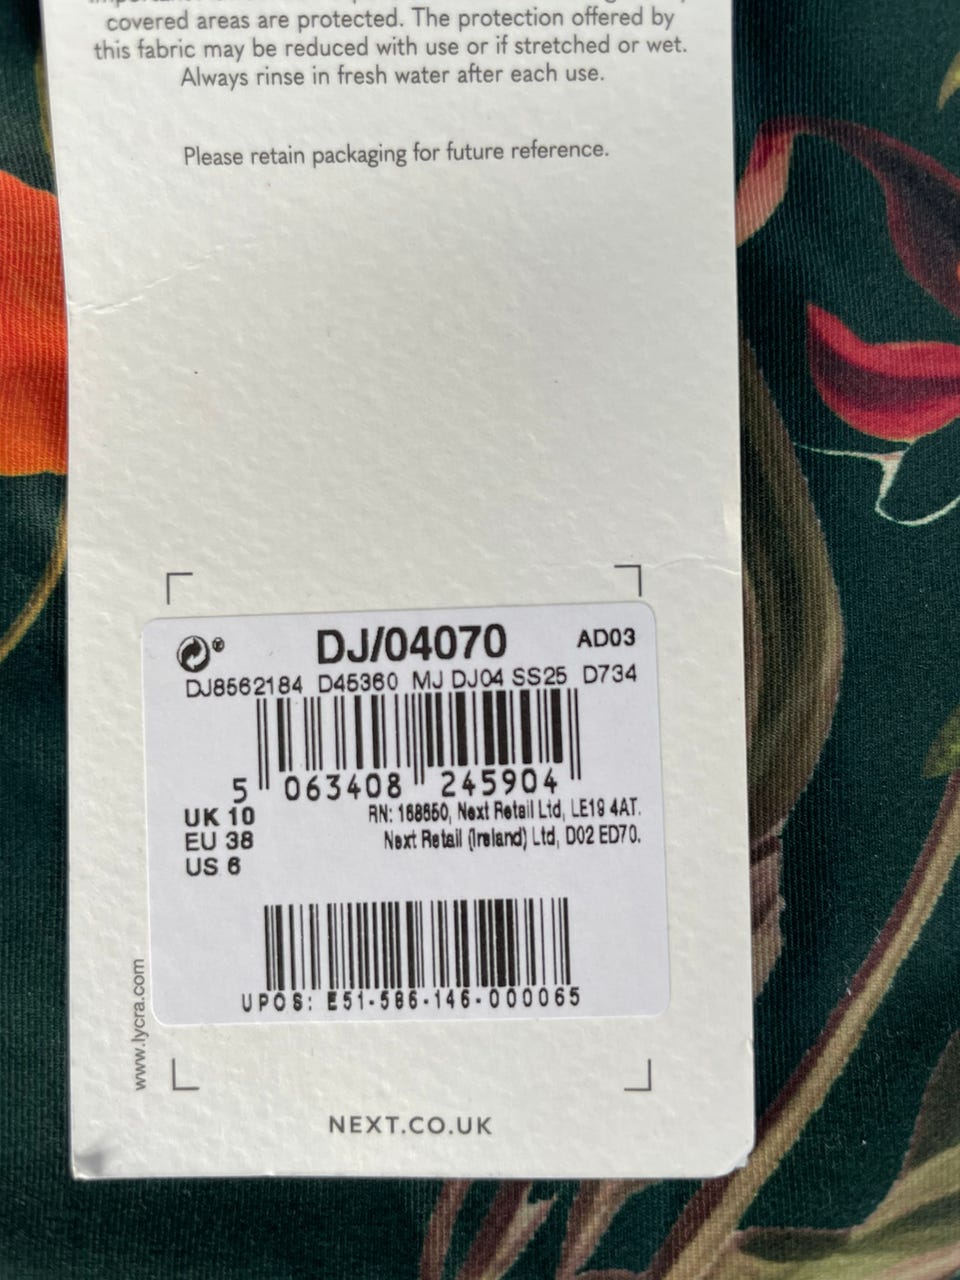 covered areas are protected. The protection offered by
this fabric may be reduced with use or if stretched or wet.
Always rinse in fresh water after each use.
Please retain packaging for future reference.
DJ/04070 AD03
DJ8562184 D45360 MJ DJ04 SS25 D734
5 063408 245904
UK 10
EU 38
US 6
RN: 168650, Next Retail Ltd, LE19 4AT.
Next Retail (Ireland) Ltd, D02 ED70.
UPOS: E51-586-146-000065
www.lycra.com
NEXT.CO.UK